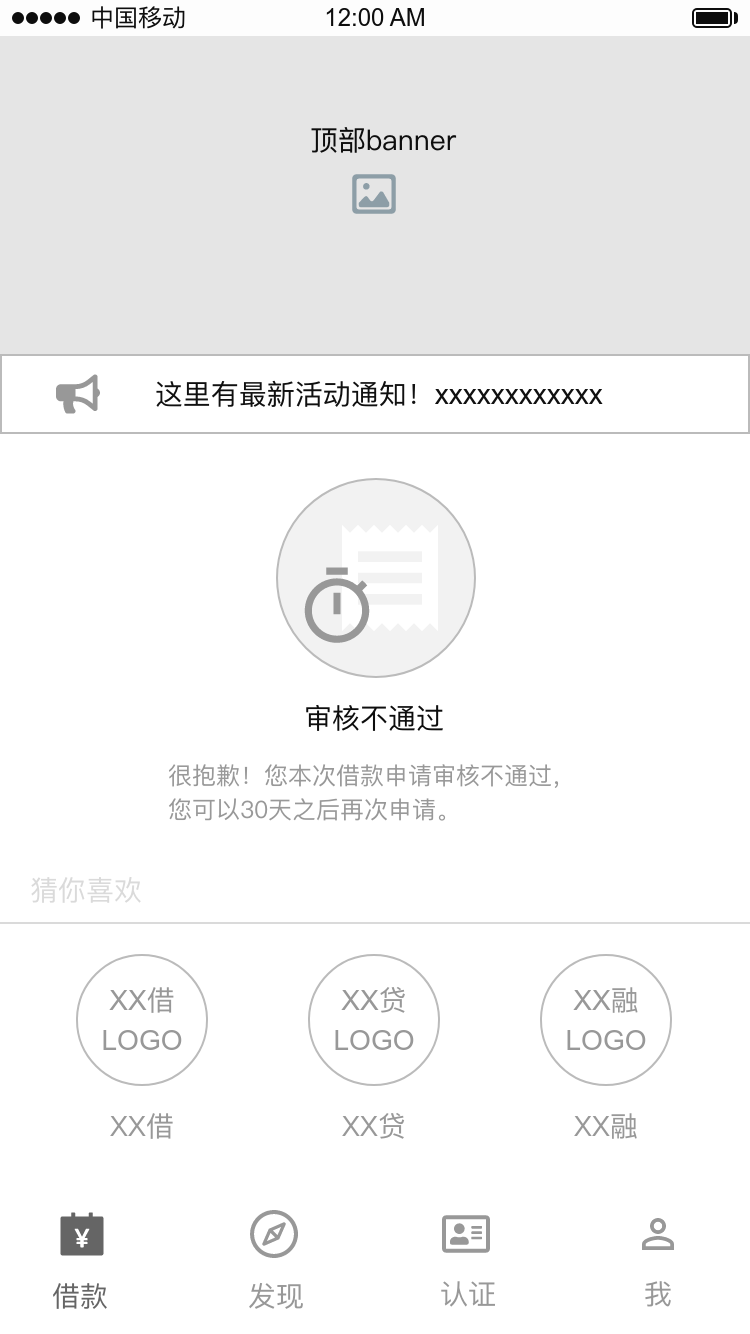 中国移动 12:00 AM
顶部banner
这里有最新活动通知！xxxxxxxxxxxx
审核不通过
很抱歉！您本次借款申请审核不通过，
您可以30天之后再次申请。
猜你喜欢
XX借 XX贷 XX融
LOGO LOGO LOGO
XX借 XX贷 XX融
¥
借款 发现 认证 我